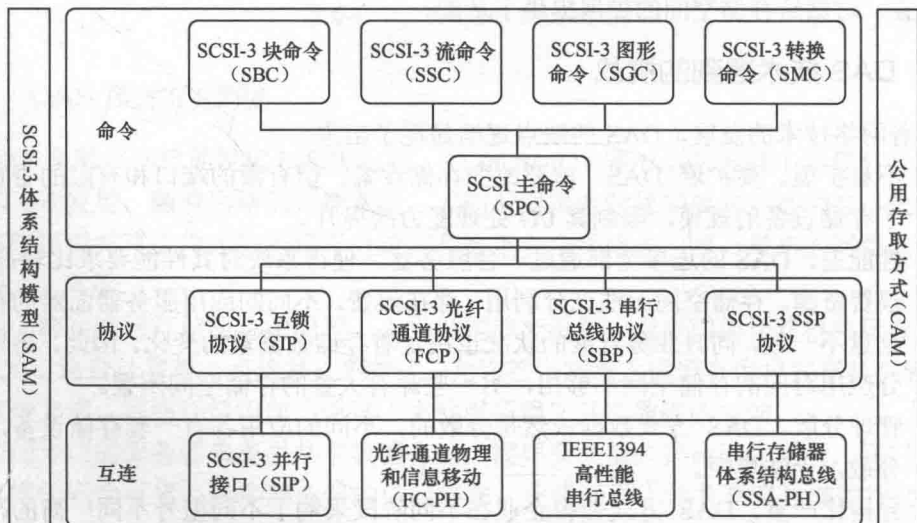 SCSI-3体系结构模型(SAM)
命令
SCSI-3 块命令
(SBC)
SCSI-3 流命令
(SSC)
SCSI-3 图形
命令(SGC)
SCSI-3 转换
命令(SMC)
SCSI 主命令
(SPC)
协议
SCSI-3 互锁
协议(SIP)
SCSI-3 光纤
通道协议
(FCP)
SCSI-3 串行
总线协议
(SBP)
SCSI-3 SSP
协议
互连
SCSI-3 并行
接口(SIP)
光纤通道物理
和信息移动
(FC-PH)
IEEE1394
高性能
串行总线
串行存储器
体系结构总线
(SSA-PH)
公用存取方式(CAM)